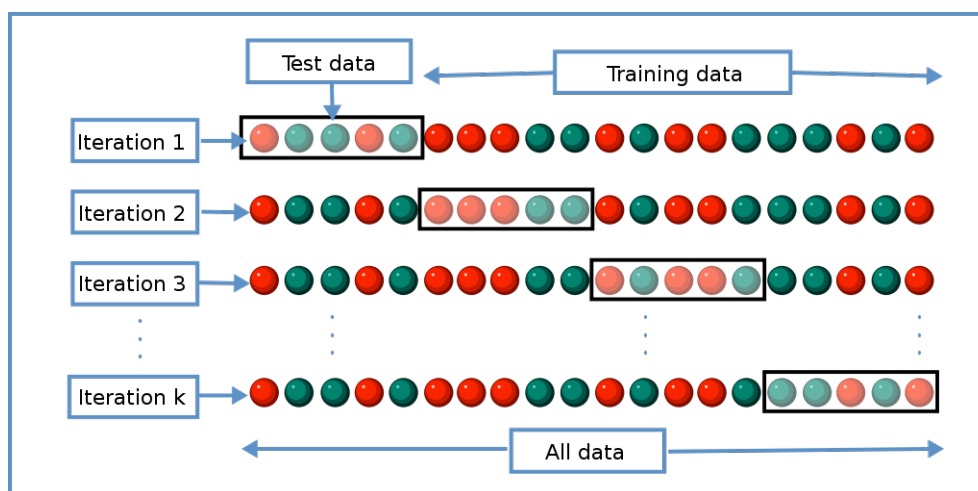 Test data
Training data
Iteration 1
Iteration 2
Iteration 3
Iteration k
All data